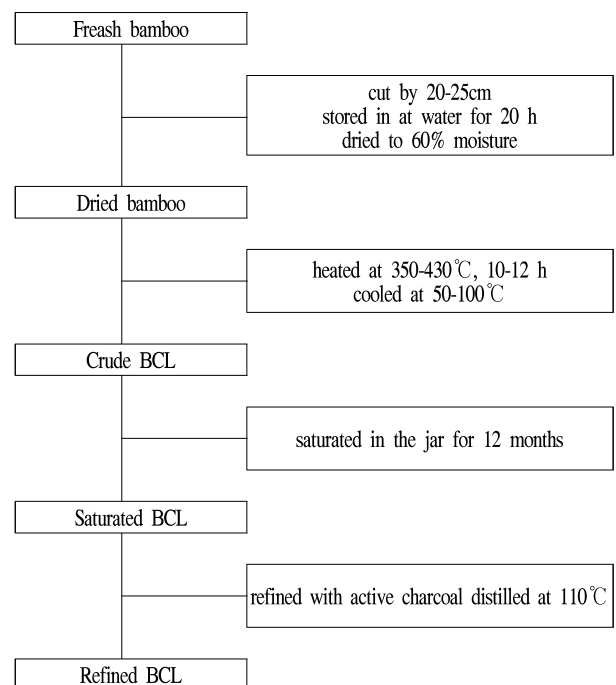 Freash bamboo
cut by 20-25cm
stored in at water for 20 h
dried to 60% moisture
Dried bamboo
heated at 350-430℃, 10-12 h
cooled at 50-100℃
Crude BCL
saturated in the jar for 12 months
Saturated BCL
refined with active charcoal distilled at 110℃
Refined BCL